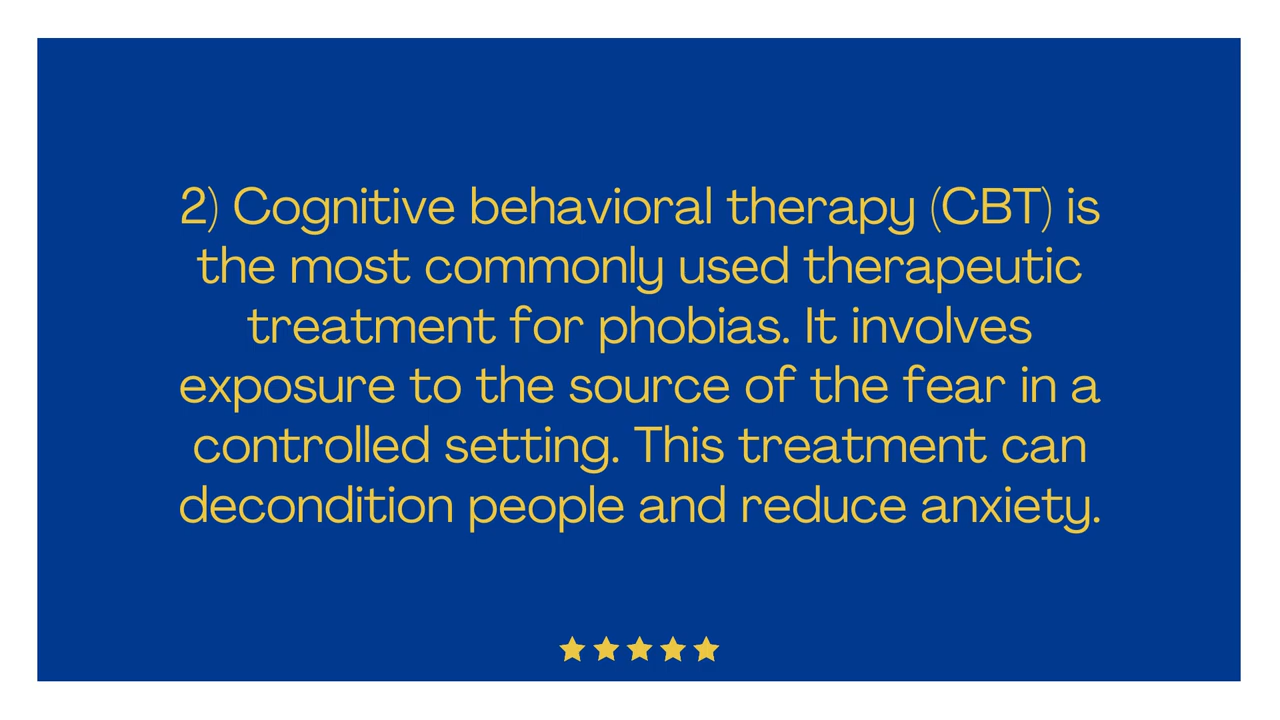 2) Cognitive behavioral therapy (CBT) is
the most commonly used therapeutic
treatment for phobias. It involves
exposure to the source of the fear in a
controlled setting. This treatment can
decondition people and reduce anxiety.